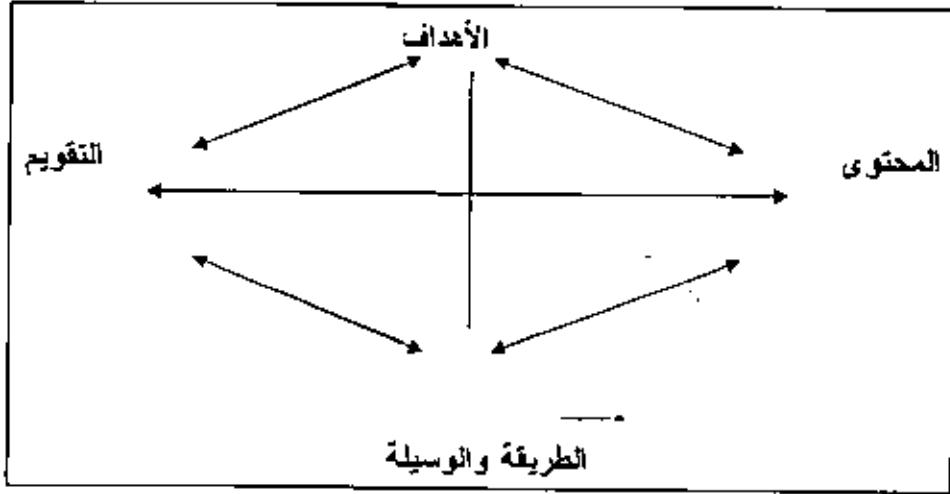 الأهداف
المحتوى
التقويم
الطريقة والوسيلة